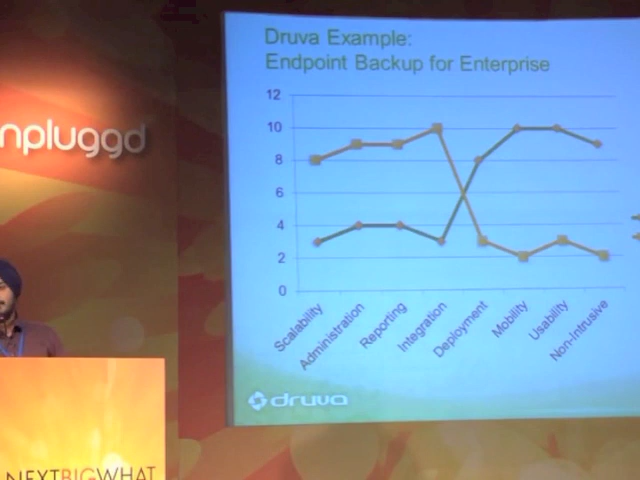 Druva Example:
Endpoint Backup for Enterprise
npluggd
12
10
8
6
4
2
0
Scalability
Administration
Reporting
Integration
Deployment
Mobility
Usability
Non-intrusive
druva
NEXTBIGWHAT